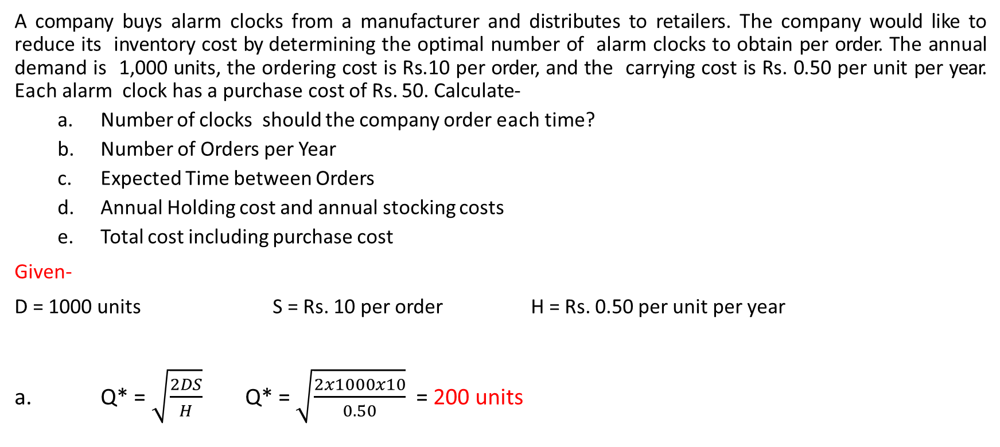 A company buys alarm clocks from a manufacturer and distributes to retailers. The company would like to
reduce its inventory cost by determining the optimal number of alarm clocks to obtain per order. The annual
demand is 1,000 units, the ordering cost is Rs.10 per order, and the carrying cost is Rs. 0.50 per unit per year.
Each alarm clock has a purchase cost of Rs. 50. Calculate-
a. Number of clocks should the company order each time?
b. Number of Orders per Year
c. Expected Time between Orders
d. Annual Holding cost and annual stocking costs
e. Total cost including purchase cost
Given-
D = 1000 units S = Rs. 10 per order H = Rs. 0.50 per unit per year
a. Q* = √(2DS/H) Q* = √(2x1000x10/0.50) = 200 units